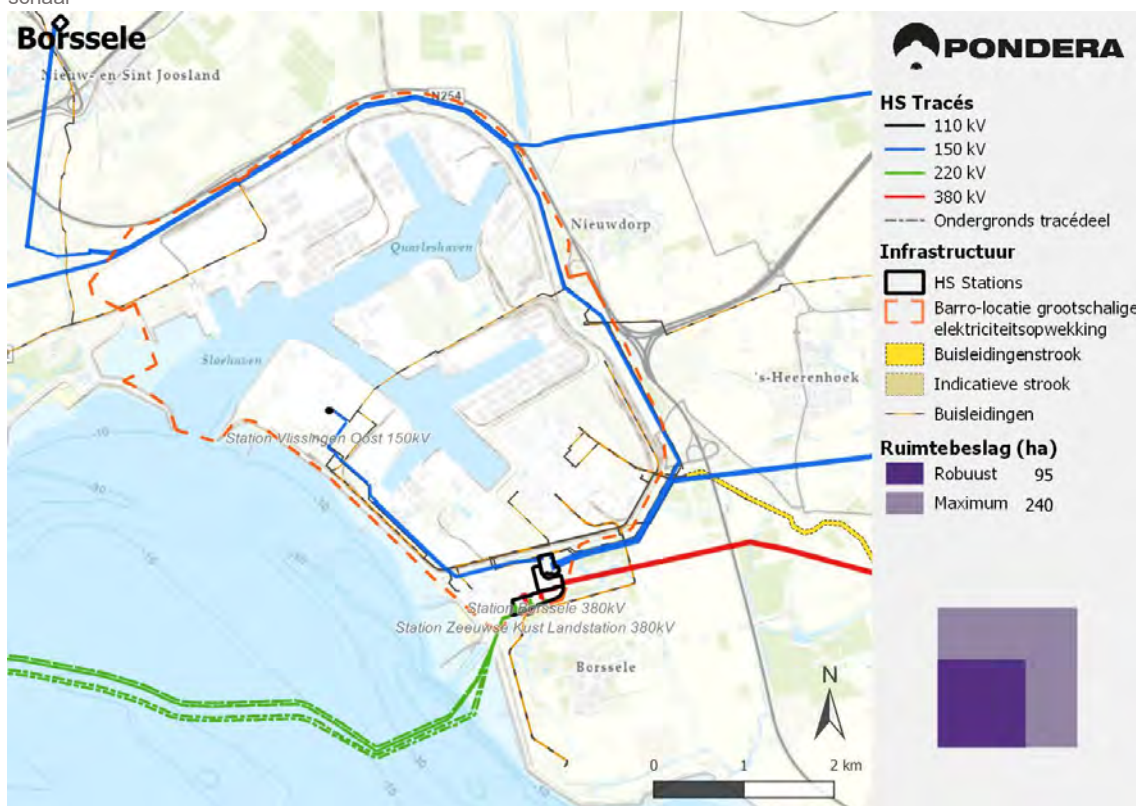 schaal
Borssele
Nieuw- en Sint Joosland
N254
Quarleshaven
Nieuwdorp
Sloehaven
's-Heerenhoek
Station Vlissingen Oost 150kV
Station Borssele 380kV
Station Zeeuwse Kust Landstation 380kV
Borssele
N
0 1 2 km
PONDERA
HS Tracés
110 kV
150 kV
220 kV
380 kV
Ondergronds tracédeel
Infrastructuur
HS Stations
Barro-locatie grootschalige
elektriciteitsopwekking
Buisleidingenstrook
Indicatieve strook
Buisleidingen
Ruimtebeslag (ha)
Robuust 95
Maximum 240